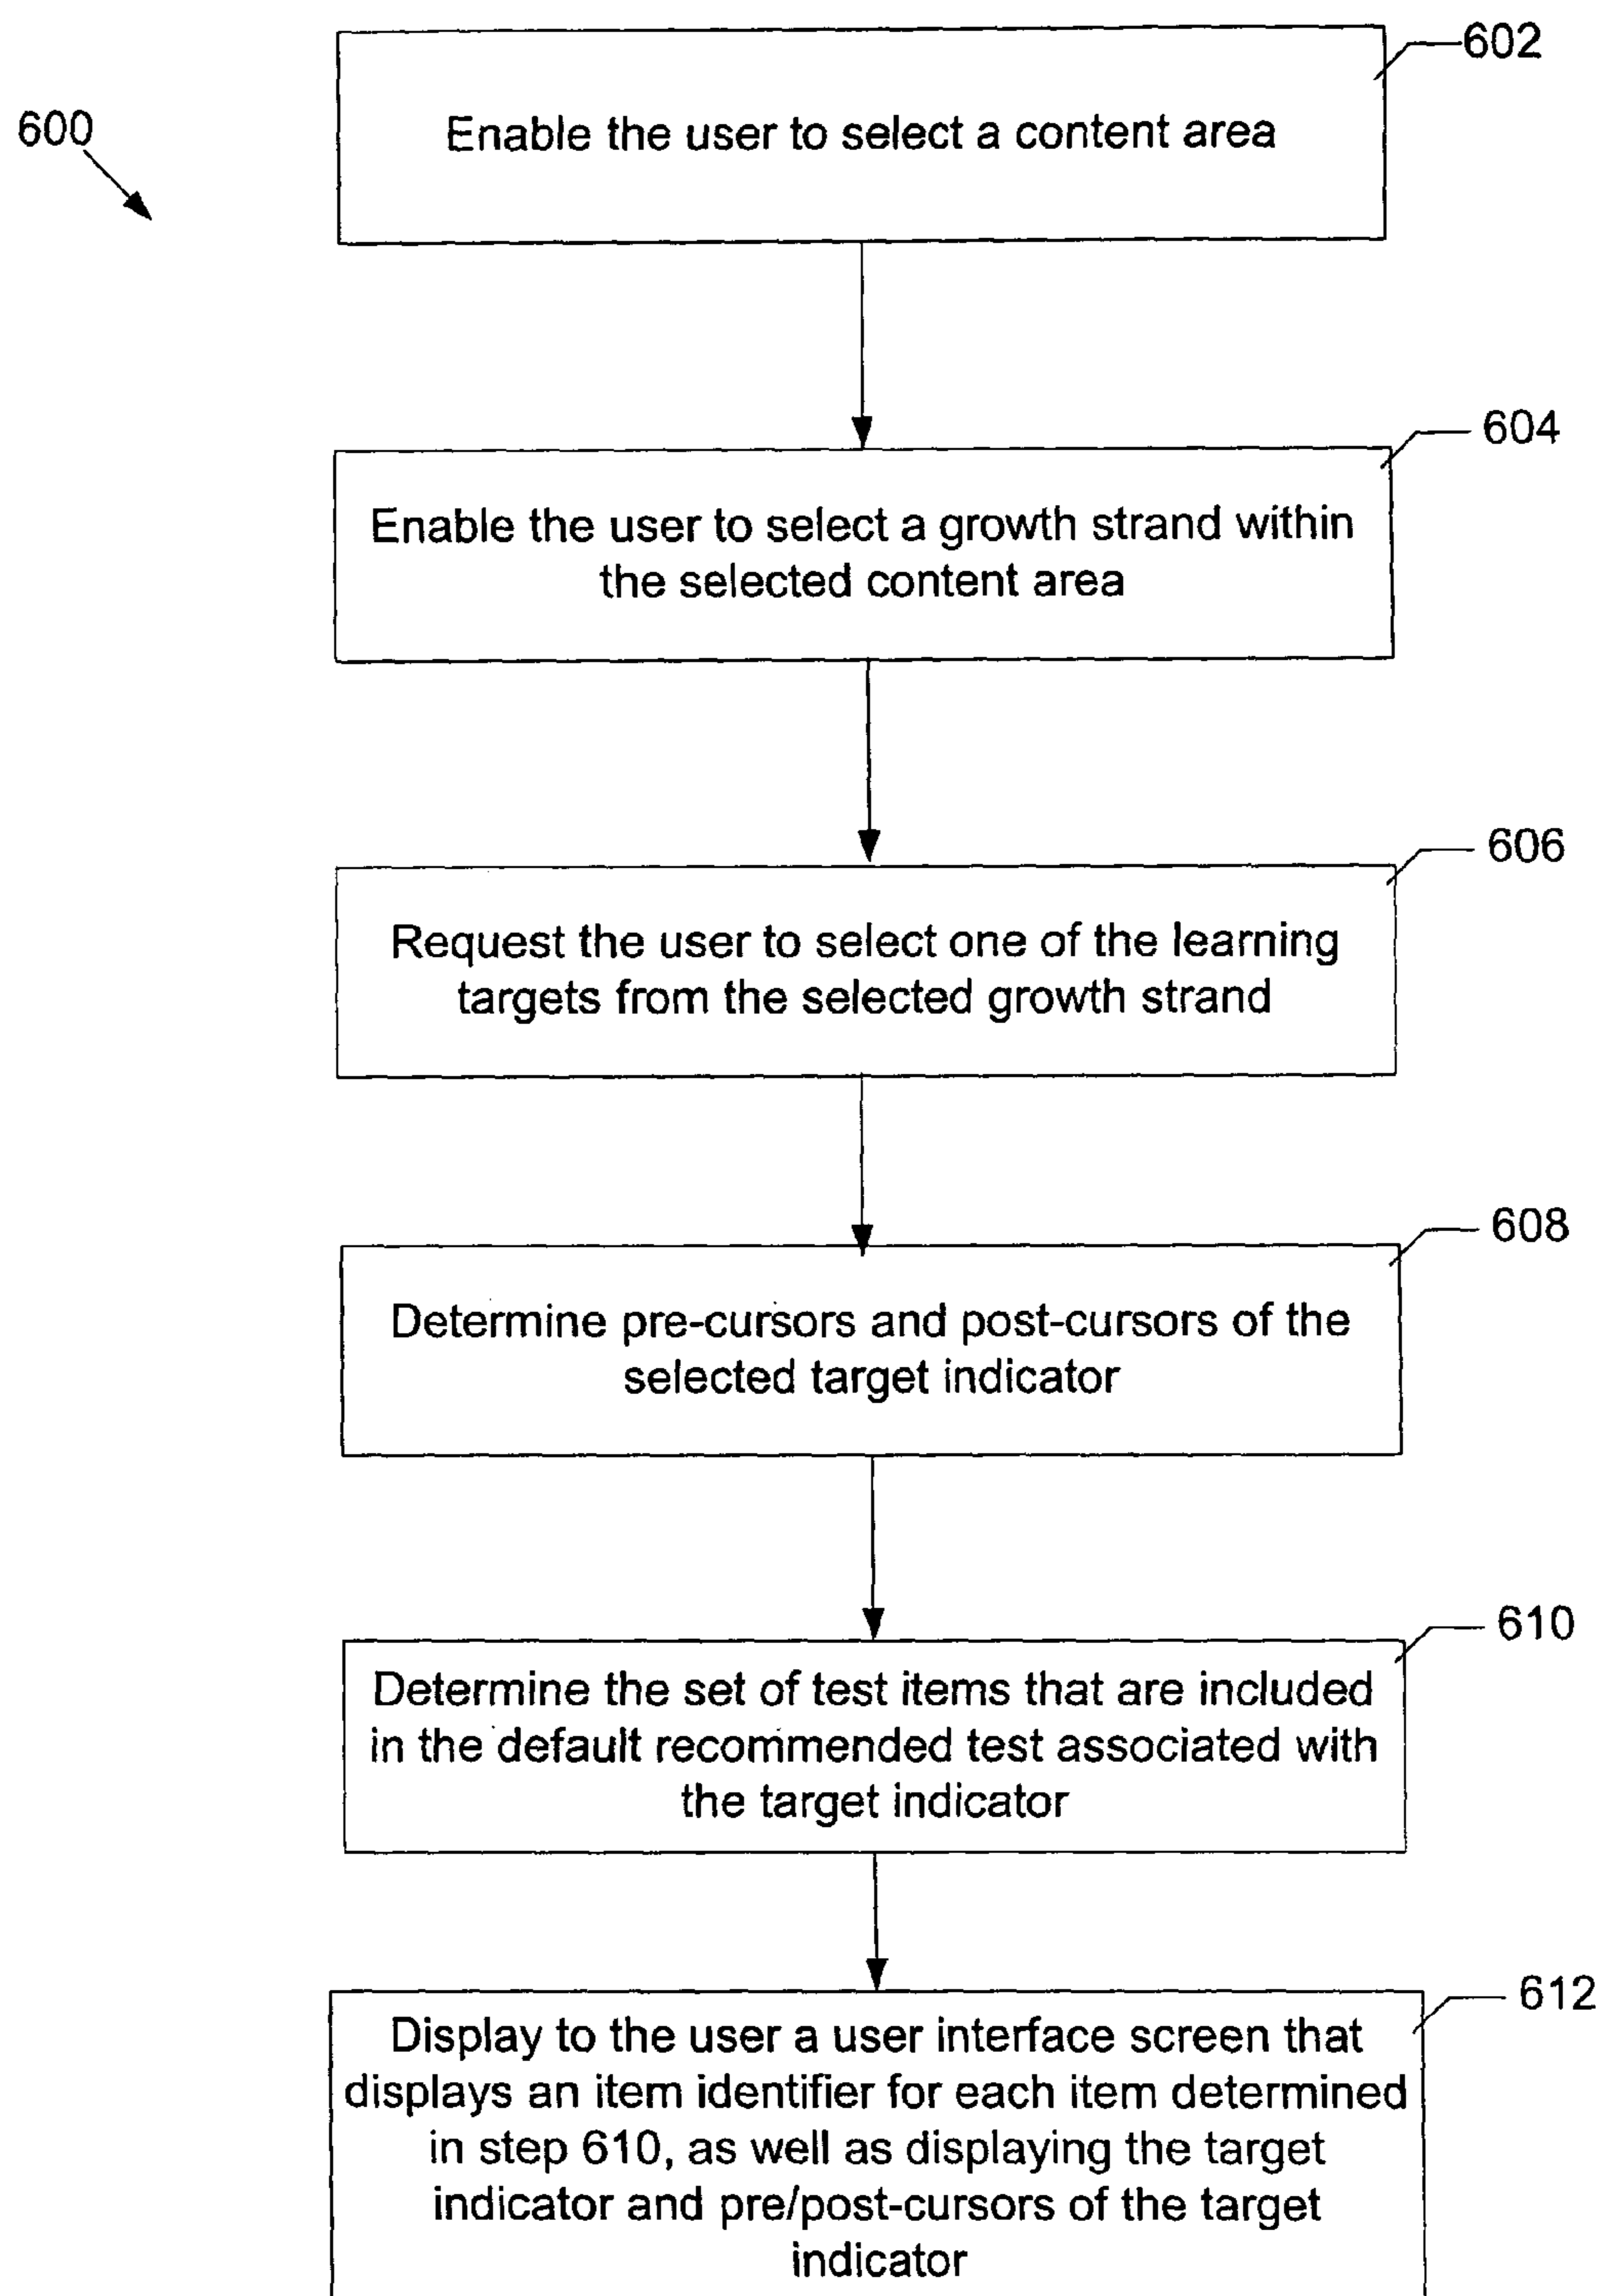 602
600
Enable the user to select a content area
604
Enable the user to select a growth strand within
the selected content area
606
Request the user to select one of the learning
targets from the selected growth strand
608
Determine pre-cursors and post-cursors of the
selected target indicator
610
Determine the set of test items that are included
in the default recommended test associated with
the target indicator
612
Display to the user a user interface screen that
displays an item identifier for each item determined
in step 610, as well as displaying the target
indicator and pre/post-cursors of the target
indicator